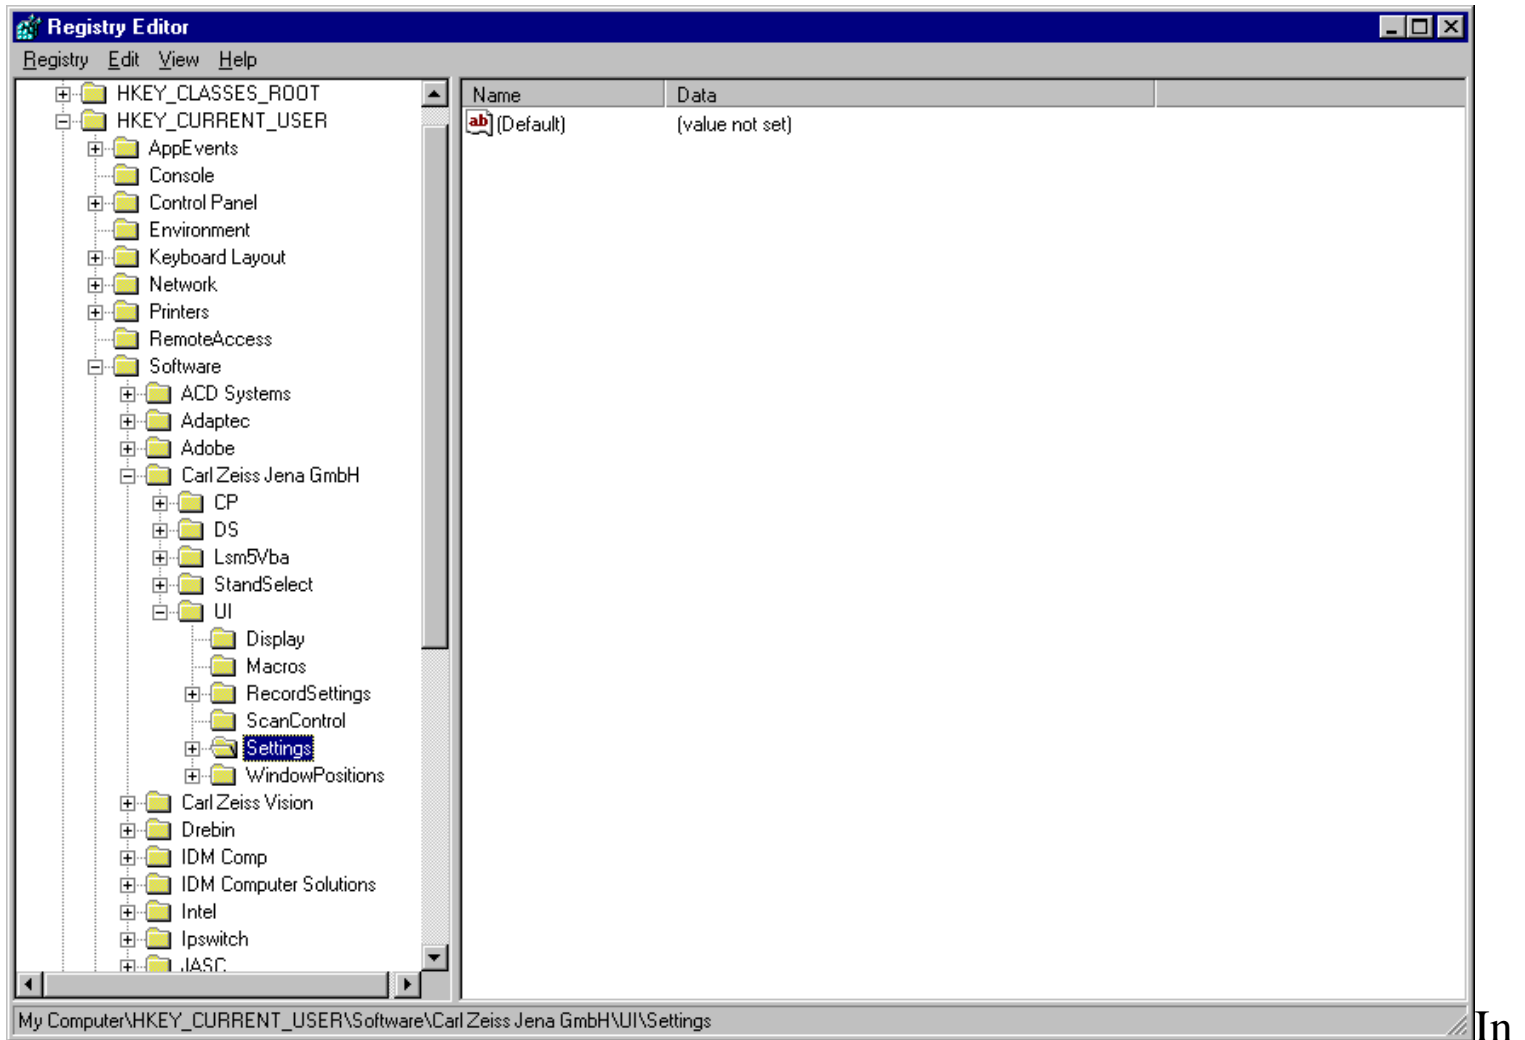 Registry Editor
Registry Edit View Help
HKEY_CLASSES_ROOT
HKEY_CURRENT_USER
AppEvents
Console
Control Panel
Environment
Keyboard Layout
Network
Printers
RemoteAccess
Software
ACD Systems
Adaptec
Adobe
Carl Zeiss Jena GmbH
CP
DS
Lsm5Vba
StandSelect
UI
Display
Macros
RecordSettings
ScanControl
Settings
WindowPositions
Carl Zeiss Vision
Drebin
IDM Comp
IDM Computer Solutions
Intel
Ipswitch
JASC
Name Data
ab (Default) (value not set)
My Computer\HKEY_CURRENT_USER\Software\Carl Zeiss Jena GmbH\UI\Settings
In